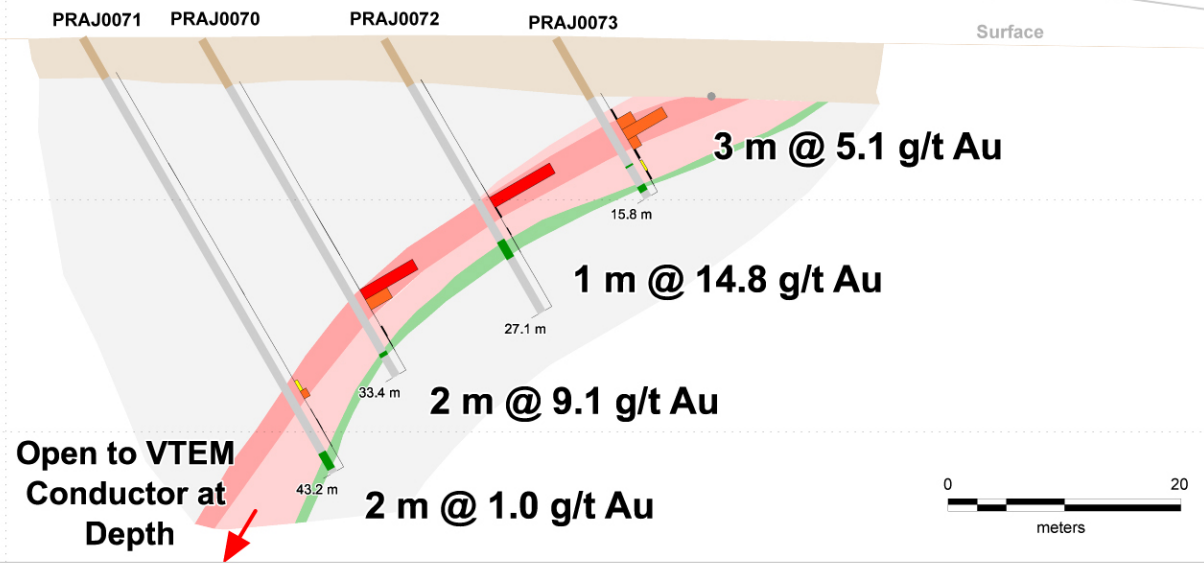 PRAJ0071 PRAJ0070 PRAJ0072 PRAJ0073
Surface
3 m @ 5.1 g/t Au
15.8 m
1 m @ 14.8 g/t Au
27.1 m
33.4 m
2 m @ 9.1 g/t Au
Open to VTEM
Conductor at
Depth
43.2 m
2 m @ 1.0 g/t Au
0 20
meters